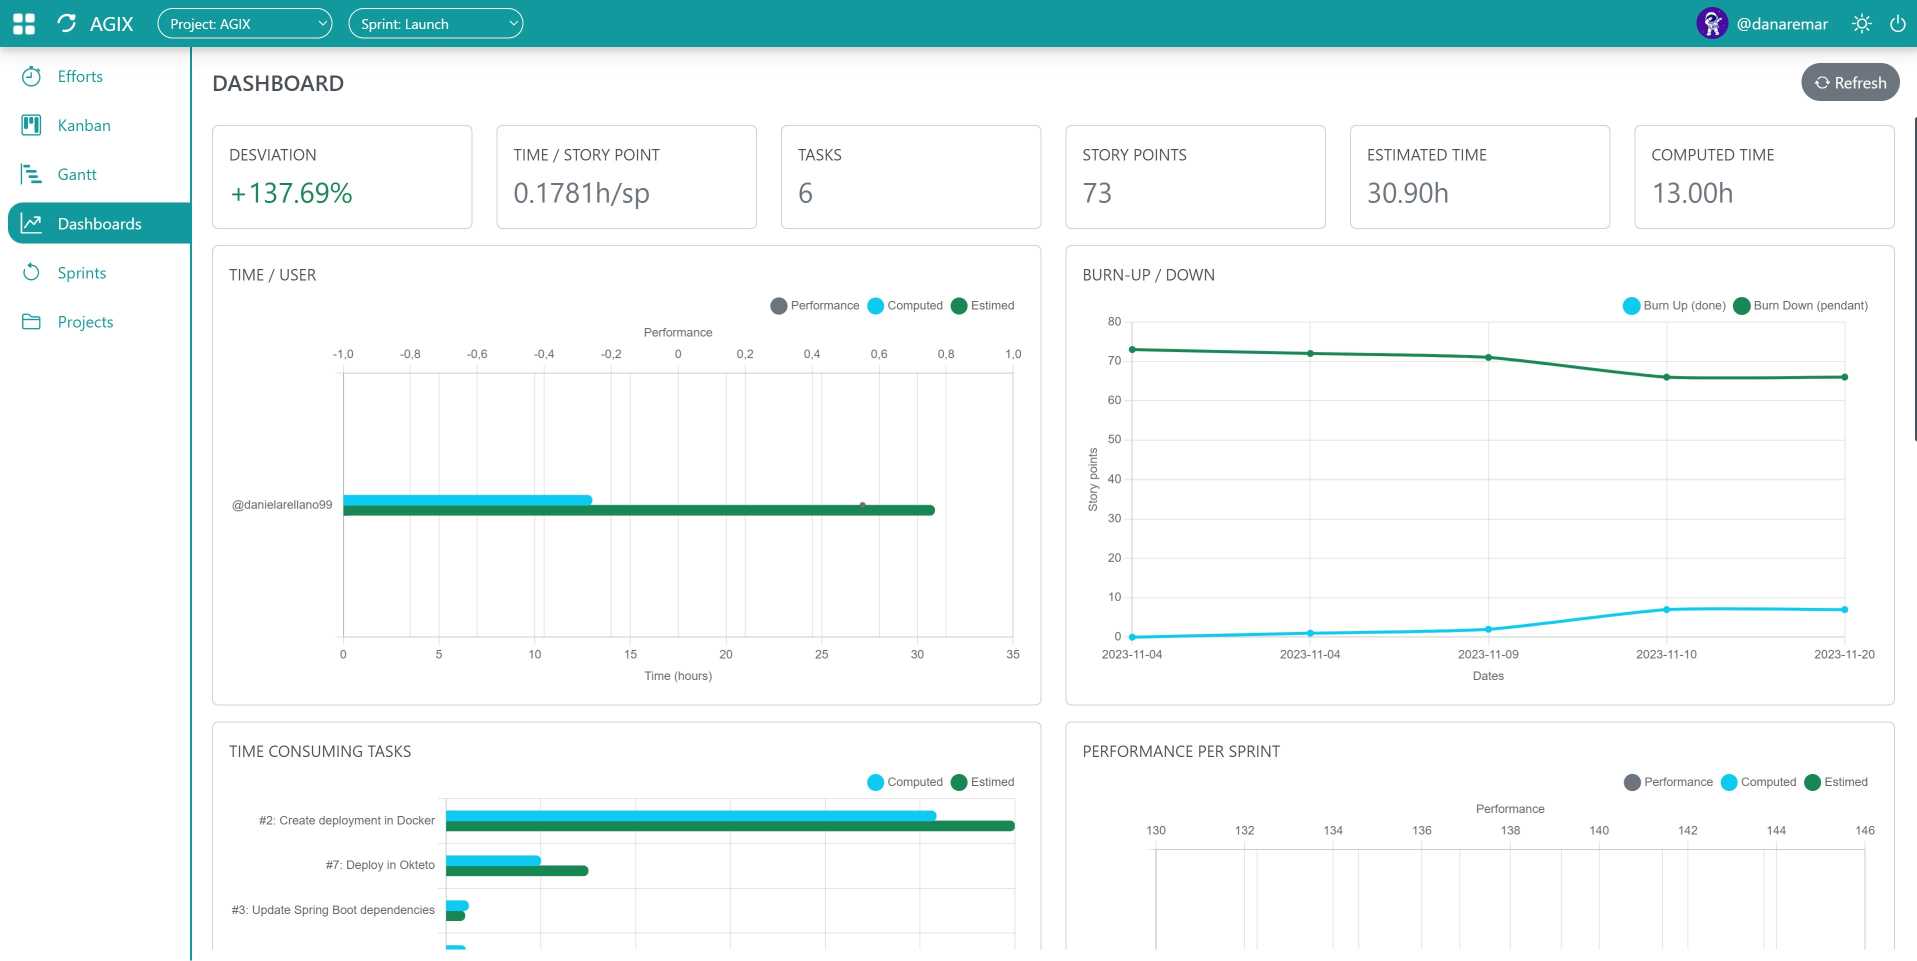 AGIX
Project: AGIX
Sprint: Launch
@danaremar
Efforts
Kanban
Gantt
Dashboards
Sprints
Projects
DASHBOARD
Refresh
DESVIATION
+137.69%
TIME / STORY POINT
0.1781h/sp
TASKS
6
STORY POINTS
73
ESTIMATED TIME
30.90h
COMPUTED TIME
13.00h
TIME / USER
Performance Computed Estimed
Performance
-1,0 -0,8 -0,6 -0,4 -0,2 0 0,2 0,4 0,6 0,8 1,0
@danielarellano99
0 5 10 15 20 25 30 35
Time (hours)
BURN-UP / DOWN
Burn Up (done) Burn Down (pendant)
80
70
60
50
40
30
20
10
0
Story points
2023-11-04 2023-11-04 2023-11-09 2023-11-10 2023-11-20
Dates
TIME CONSUMING TASKS
Computed Estimed
#2: Create deployment in Docker
#7: Deploy in Okteto
#3: Update Spring Boot dependencies
PERFORMANCE PER SPRINT
Performance Computed Estimed
Performance
130 132 134 136 138 140 142 144 146